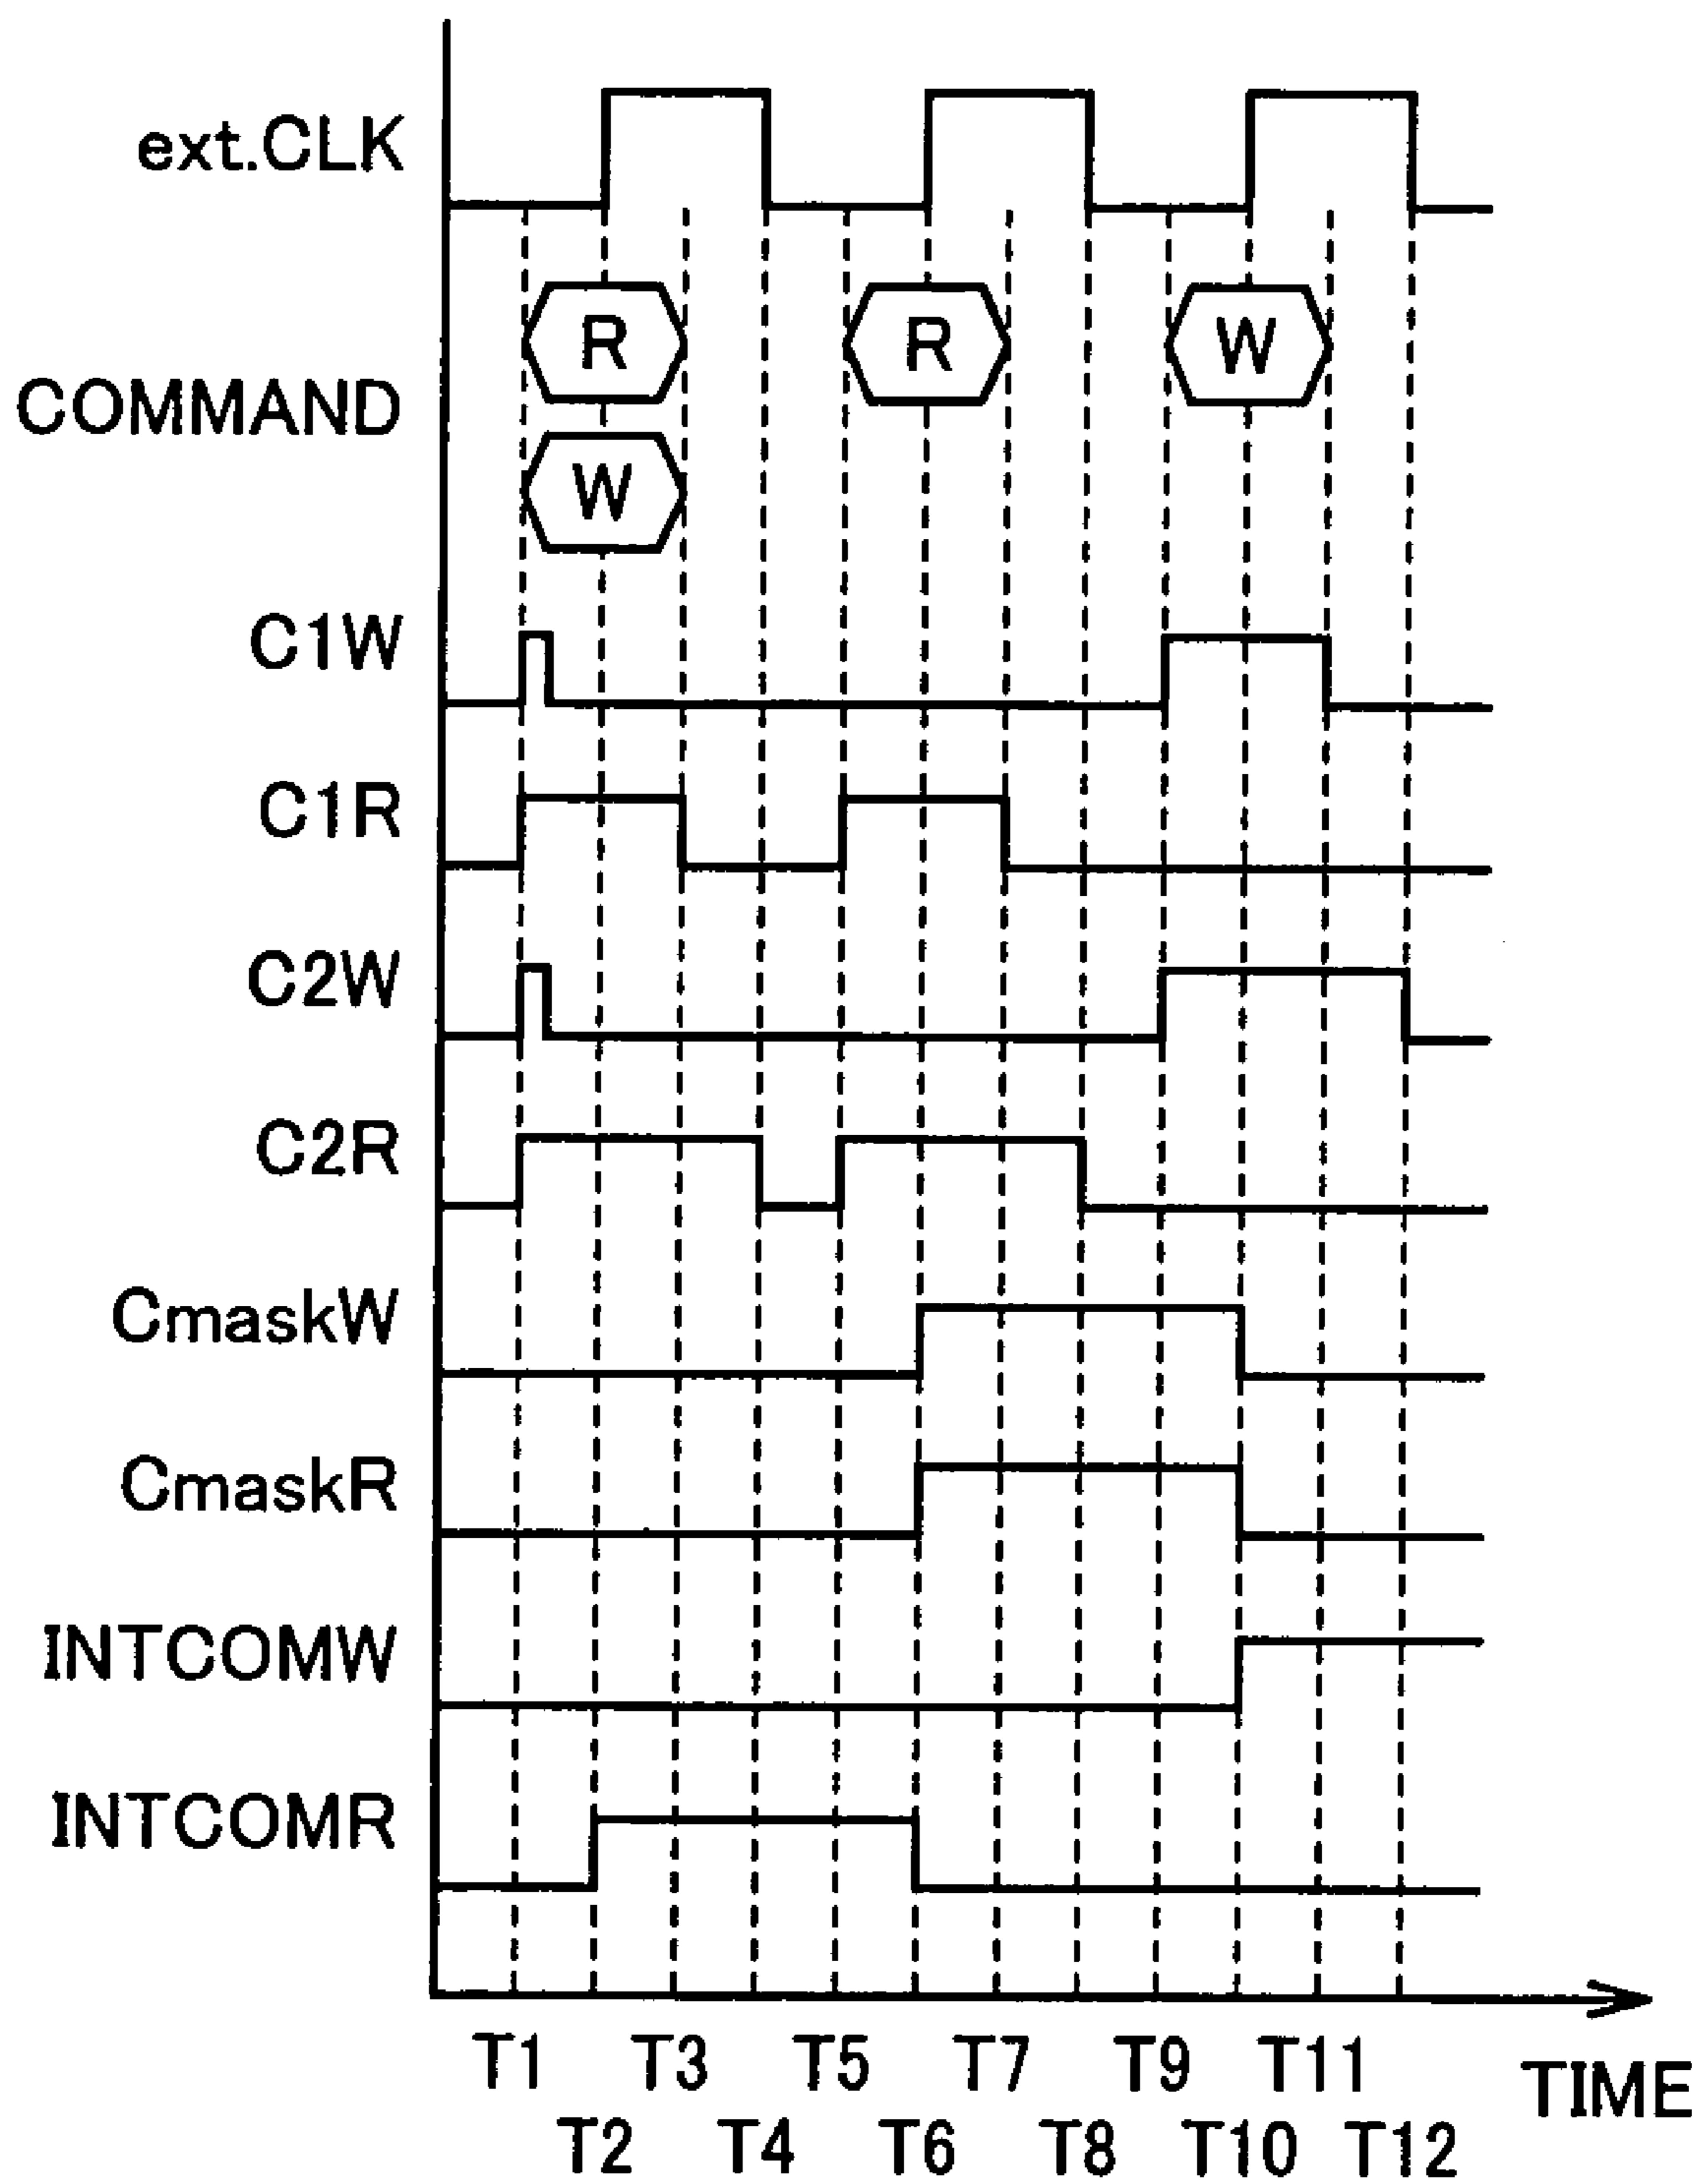 ext.CLK
R R W
COMMAND
W
C1W
C1R
C2W
C2R
CmaskW
CmaskR
INTCOMW
INTCOMR
T1 T3 T5 T7 T9 T11
TIME
T2 T4 T6 T8 T10 T12